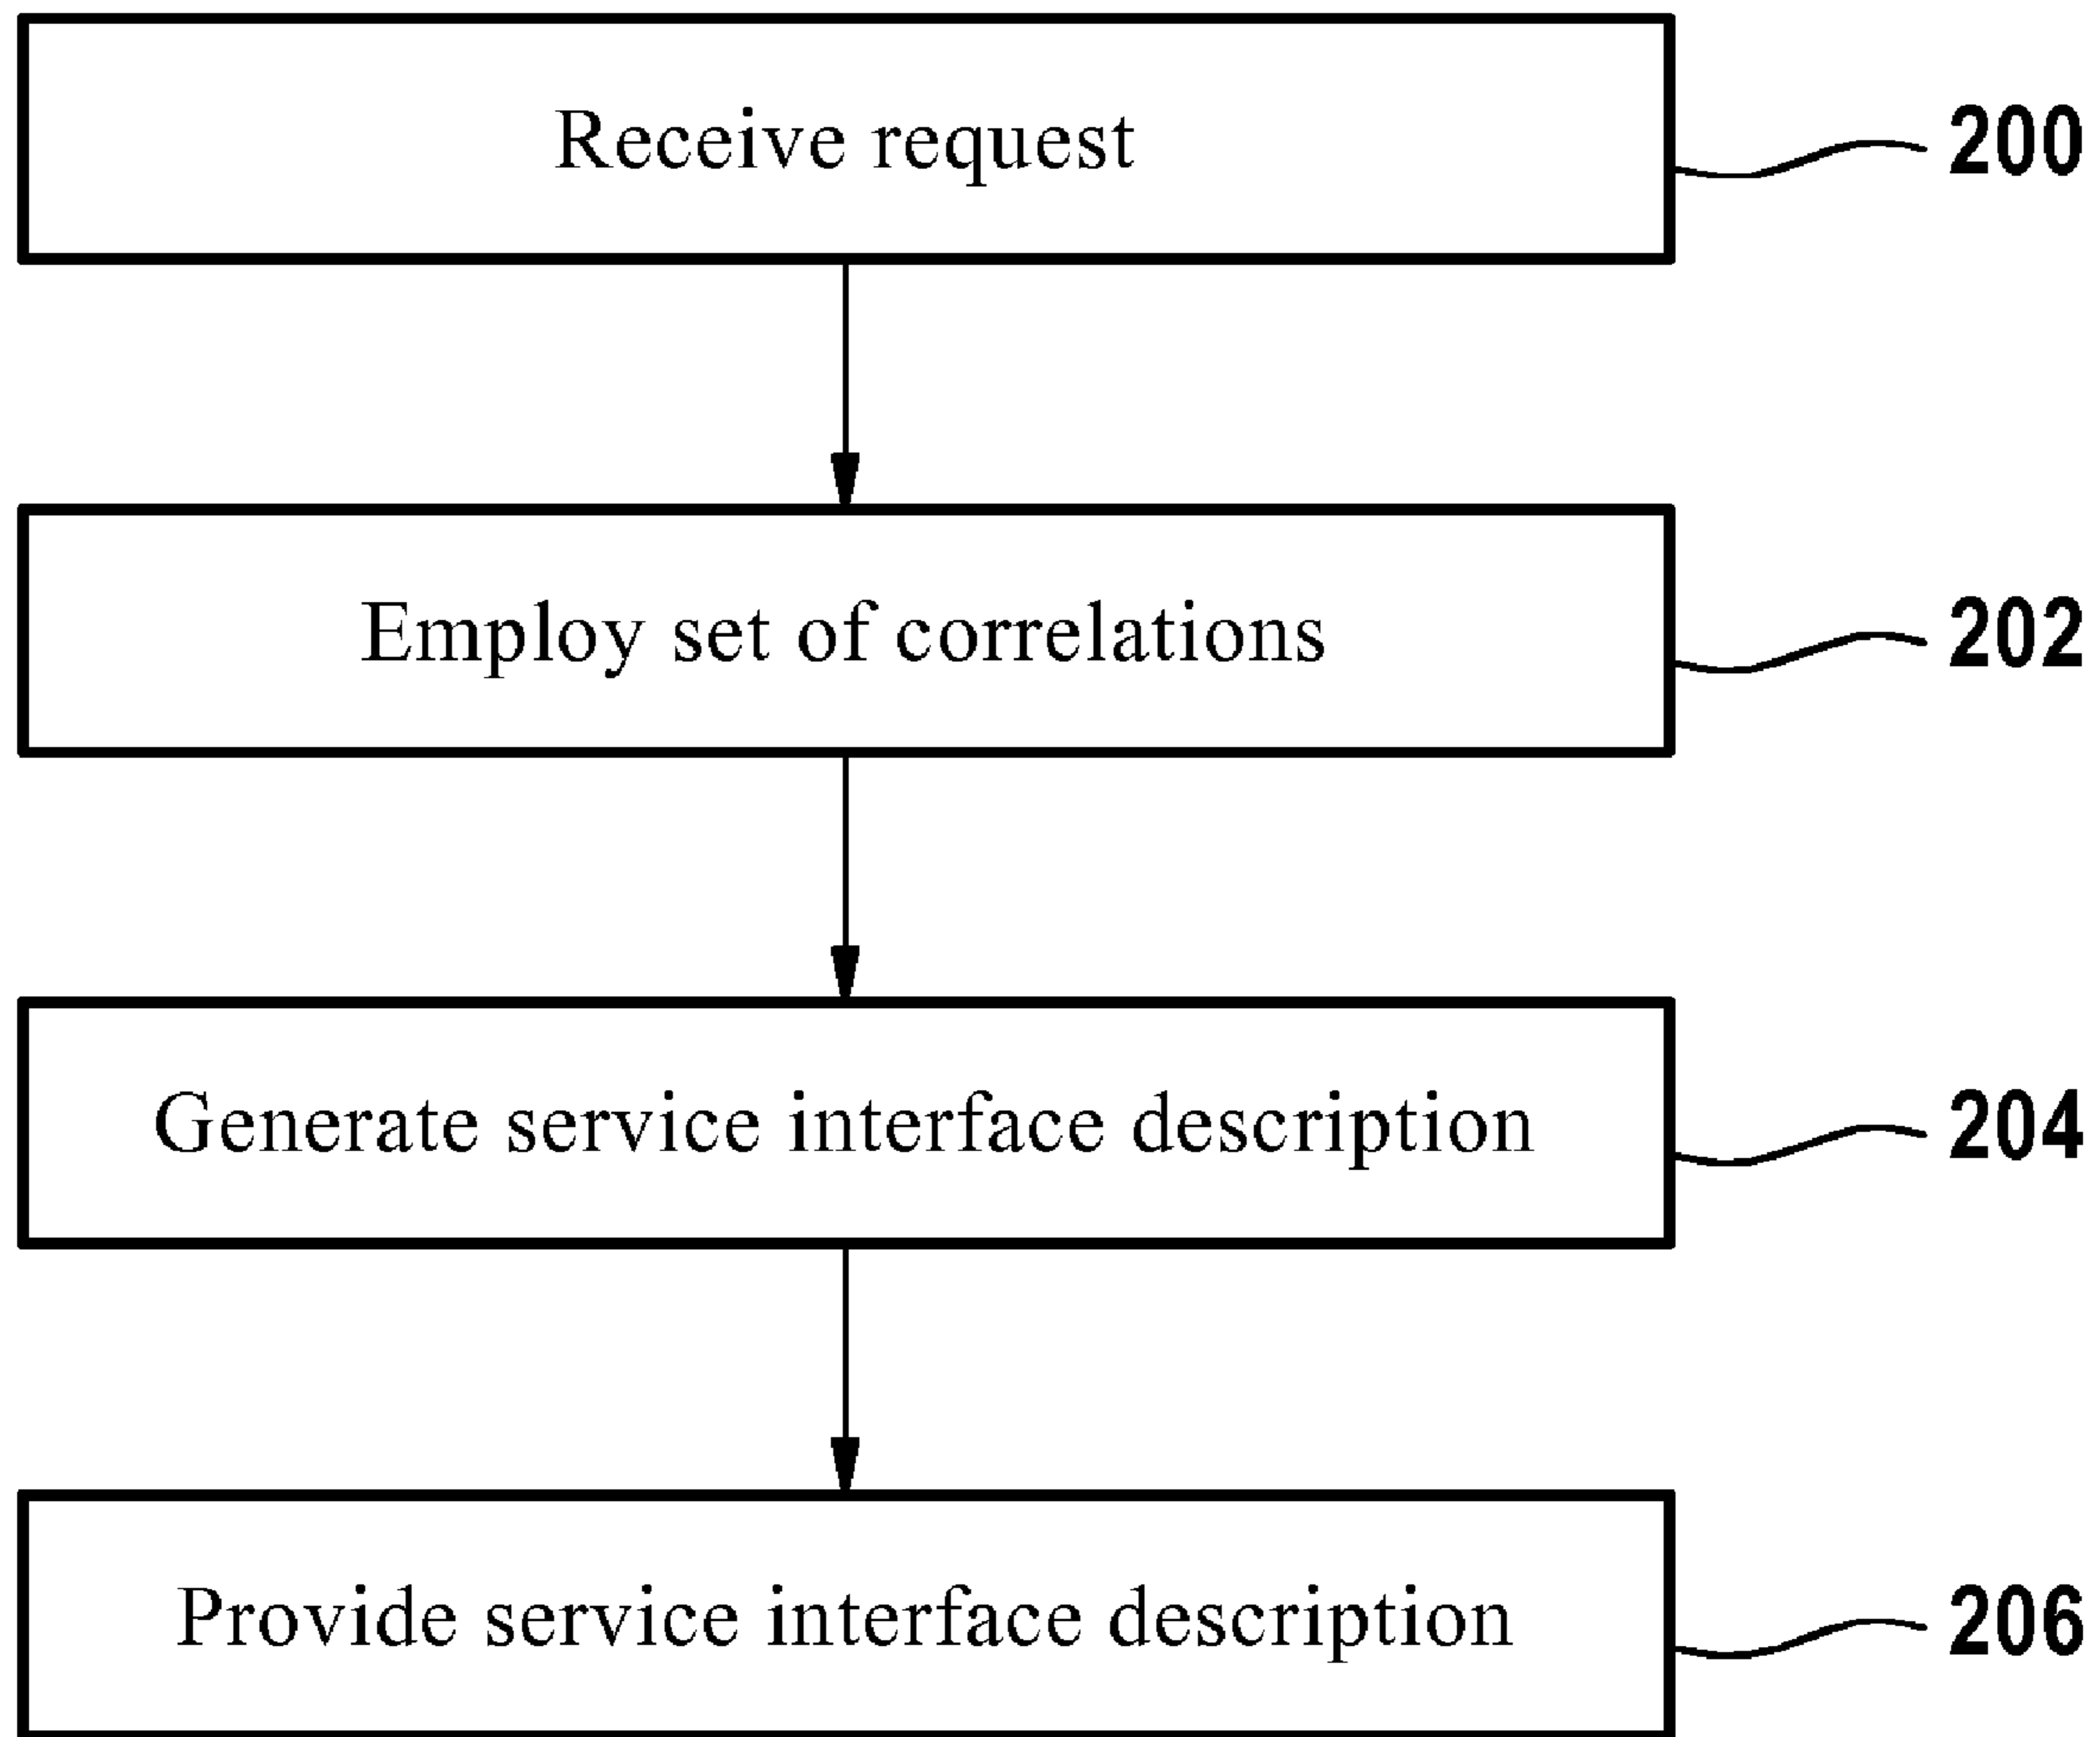 Receive request
200
Employ set of correlations
202
Generate service interface description
204
Provide service interface description
206